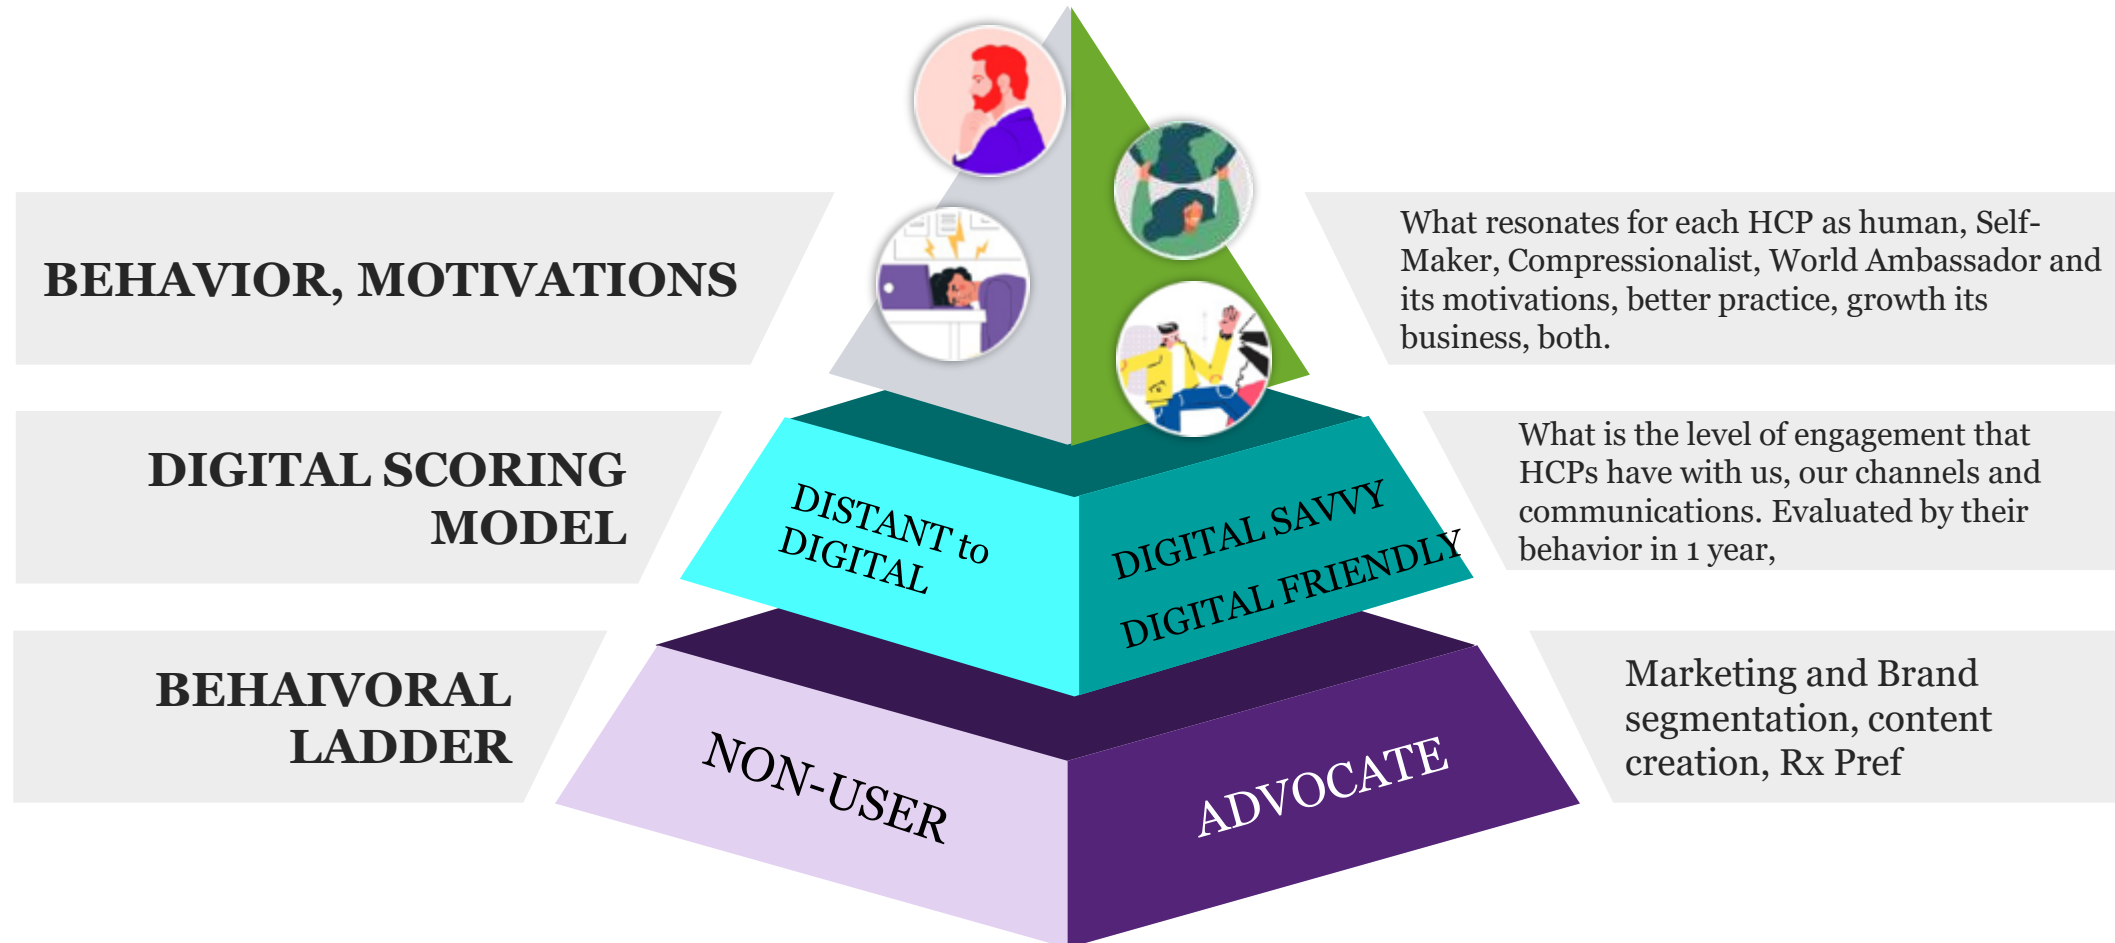 BEHAVIOR, MOTIVATIONS
What resonates for each HCP as human, Self-
Maker, Compressionalist, World Ambassador and
its motivations, better practice, growth its
business, both.
DIGITAL SCORING
MODEL
DISTANT to
DIGITAL
DIGITAL SAVVY
DIGITAL FRIENDLY
What is the level of engagement that
HCPs have with us, our channels and
communications. Evaluated by their
behavior in 1 year,
BEHAIVORAL
LADDER
NON-USER
ADVOCATE
Marketing and Brand
segmentation, content
creation, Rx Pref